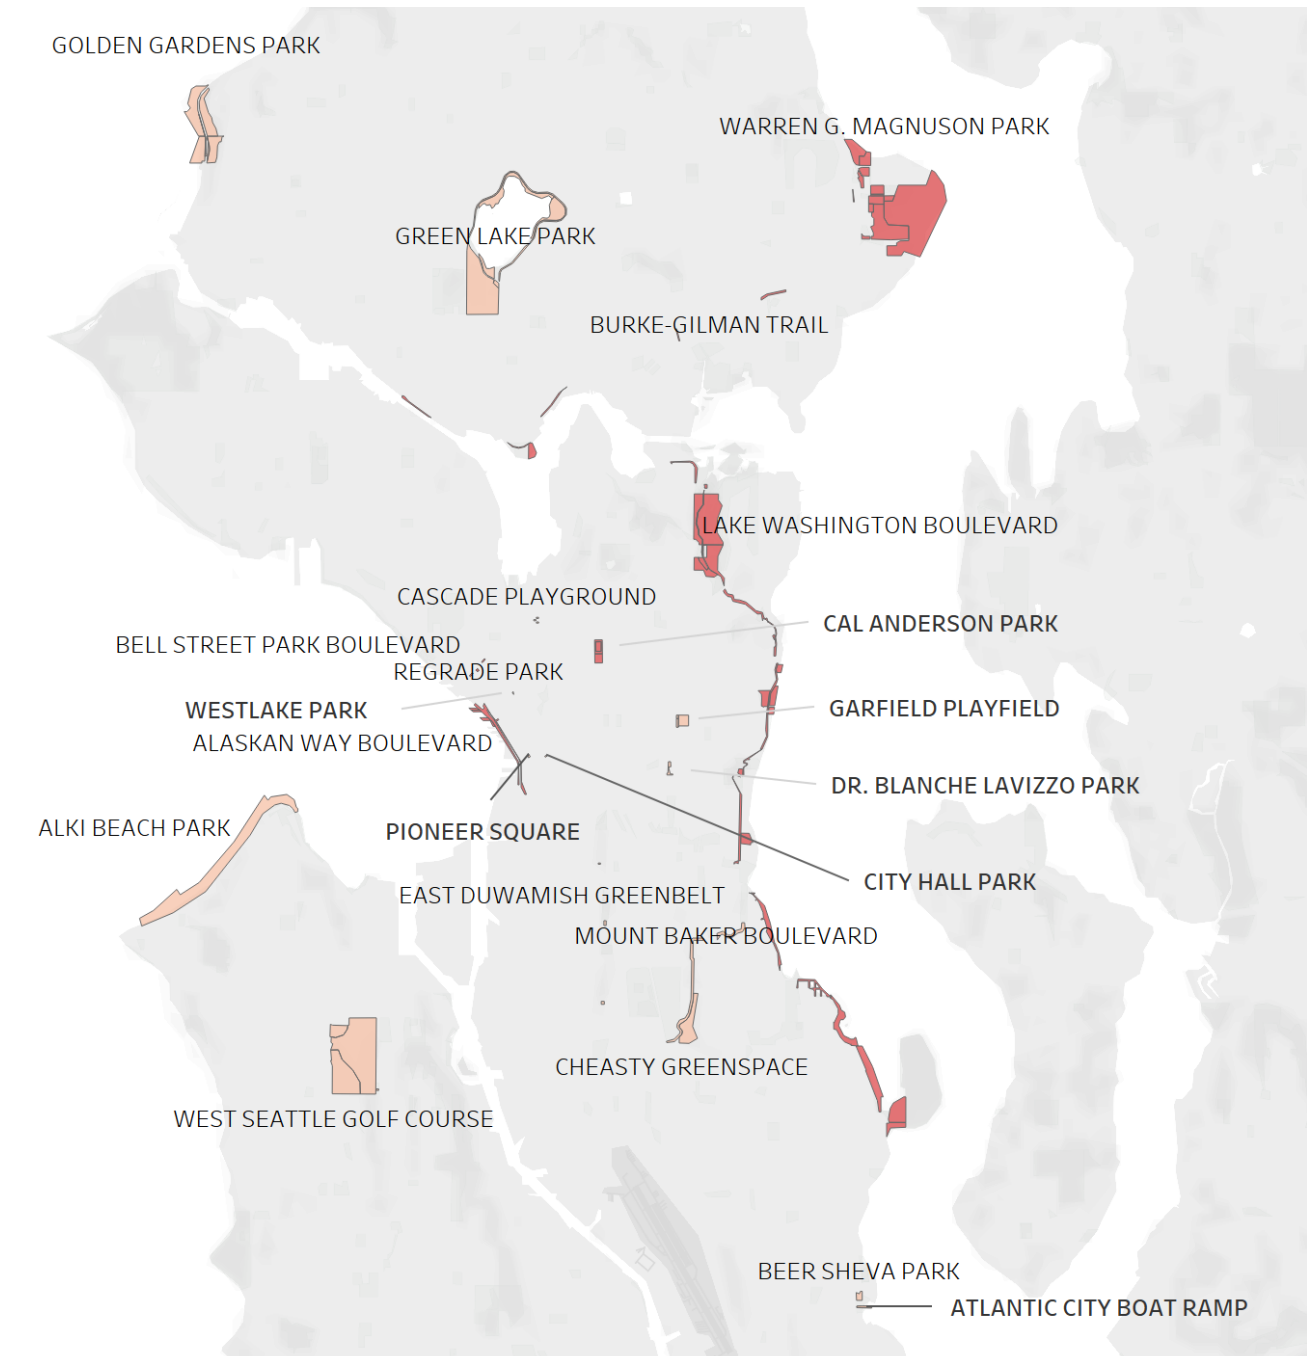 GOLDEN GARDENS PARK
WARREN G. MAGNUSON PARK
GREEN LAKE PARK
BURKE-GILMAN TRAIL
LAKE WASHINGTON BOULEVARD
CASCADE PLAYGROUND
CAL ANDERSON PARK
BELL STREET PARK BOULEVARD
REGRADE PARK
WESTLAKE PARK
GARFIELD PLAYFIELD
ALASKAN WAY BOULEVARD
DR. BLANCHE LAVIZZO PARK
ALKI BEACH PARK
PIONEER SQUARE
CITY HALL PARK
EAST DUWAMISH GREENBELT
MOUNT BAKER BOULEVARD
CHEASTY GREENSPACE
WEST SEATTLE GOLF COURSE
BEER SHEVA PARK
ATLANTIC CITY BOAT RAMP